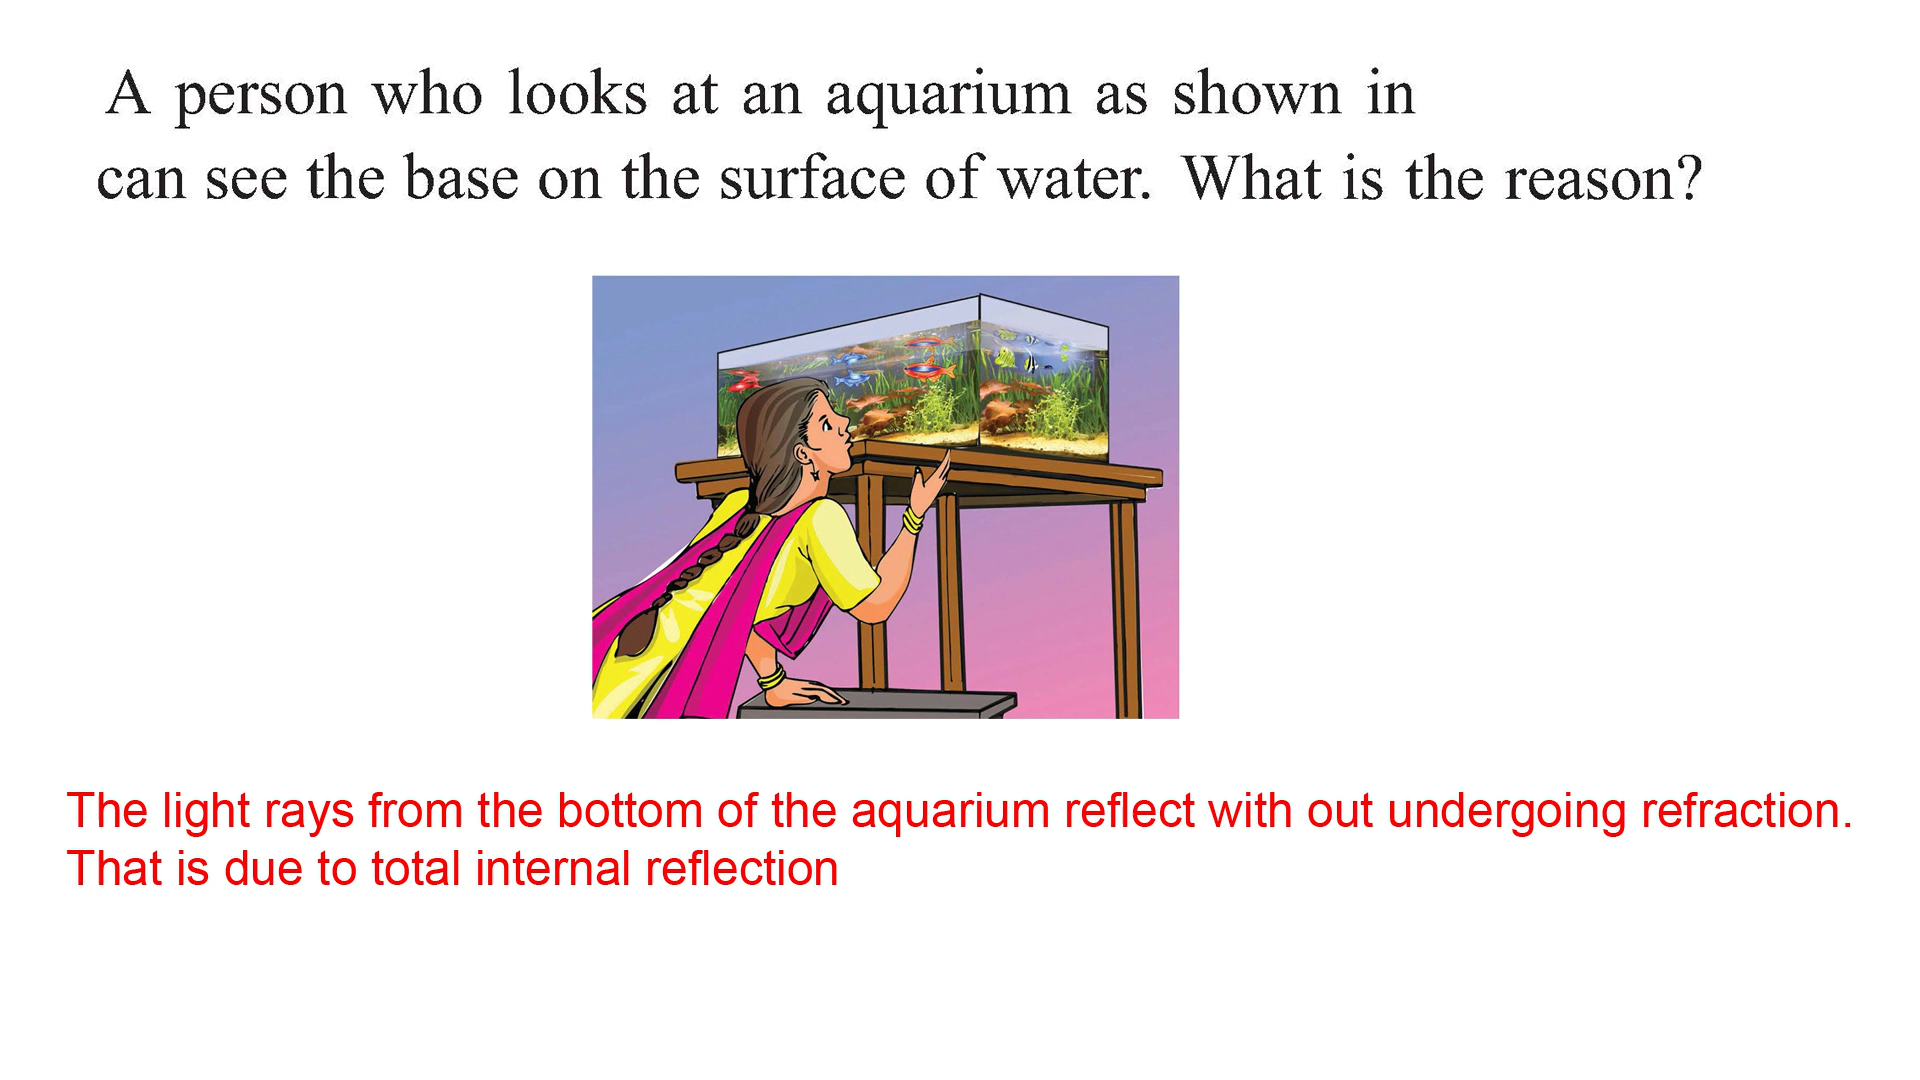 A person who looks at an aquarium as shown in
can see the base on the surface of water. What is the reason?
The light rays from the bottom of the aquarium reflect with out undergoing refraction.
That is due to total internal reflection